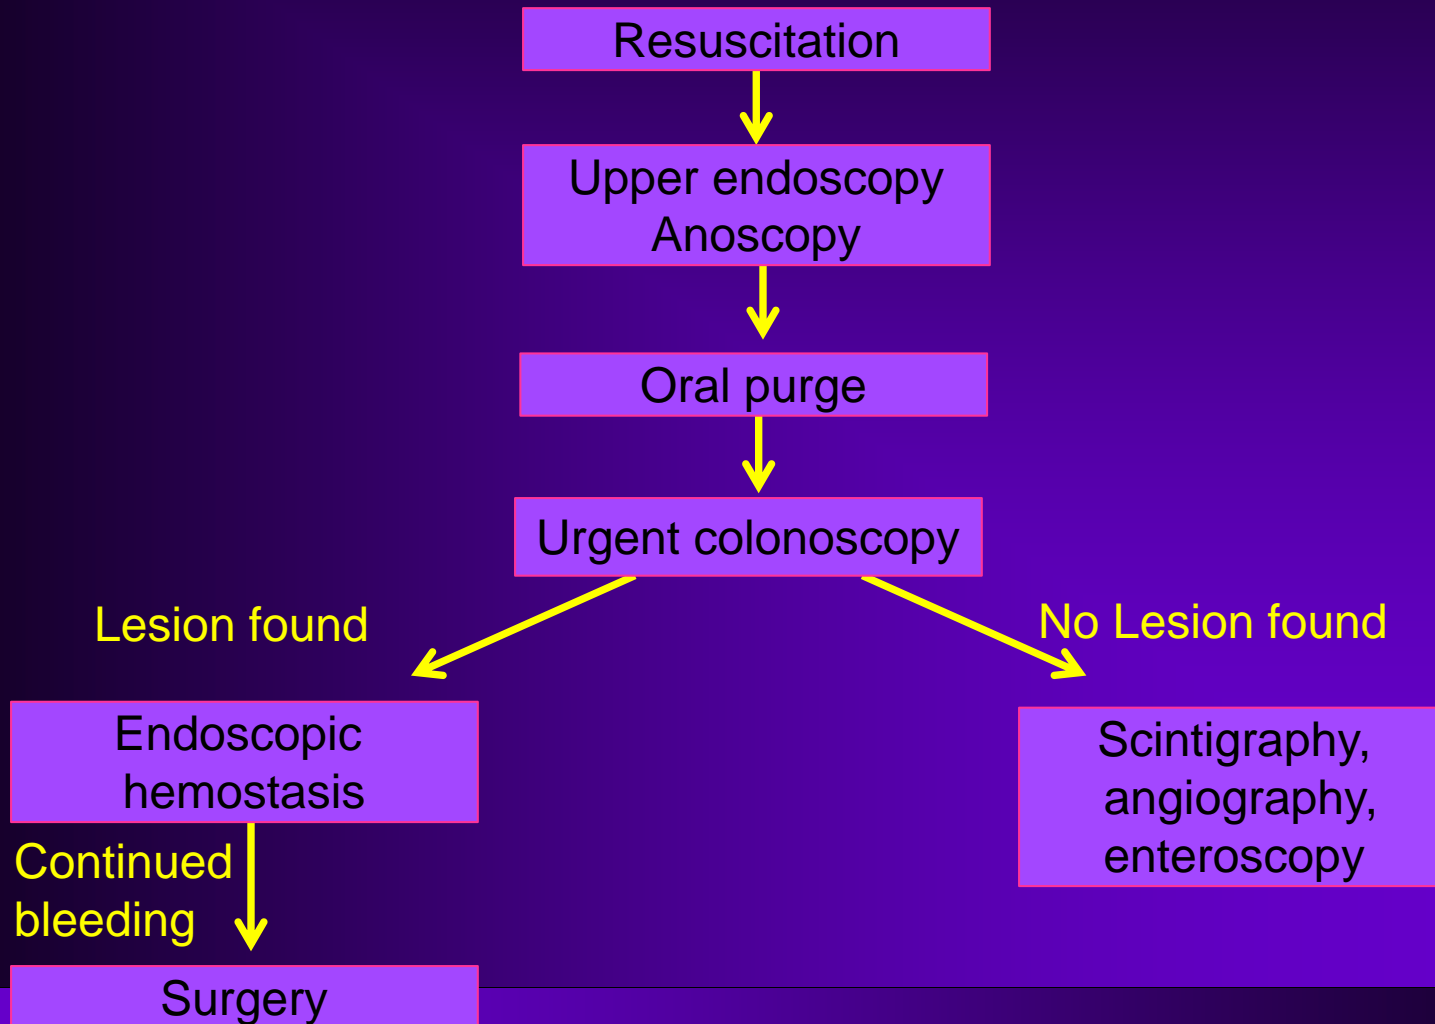 Resuscitation
Upper endoscopy
Anoscopy
Oral purge
Urgent colonoscopy
Lesion found
No Lesion found
Endoscopic
hemostasis
Scintigraphy,
angiography,
enteroscopy
Continued
bleeding
Surgery